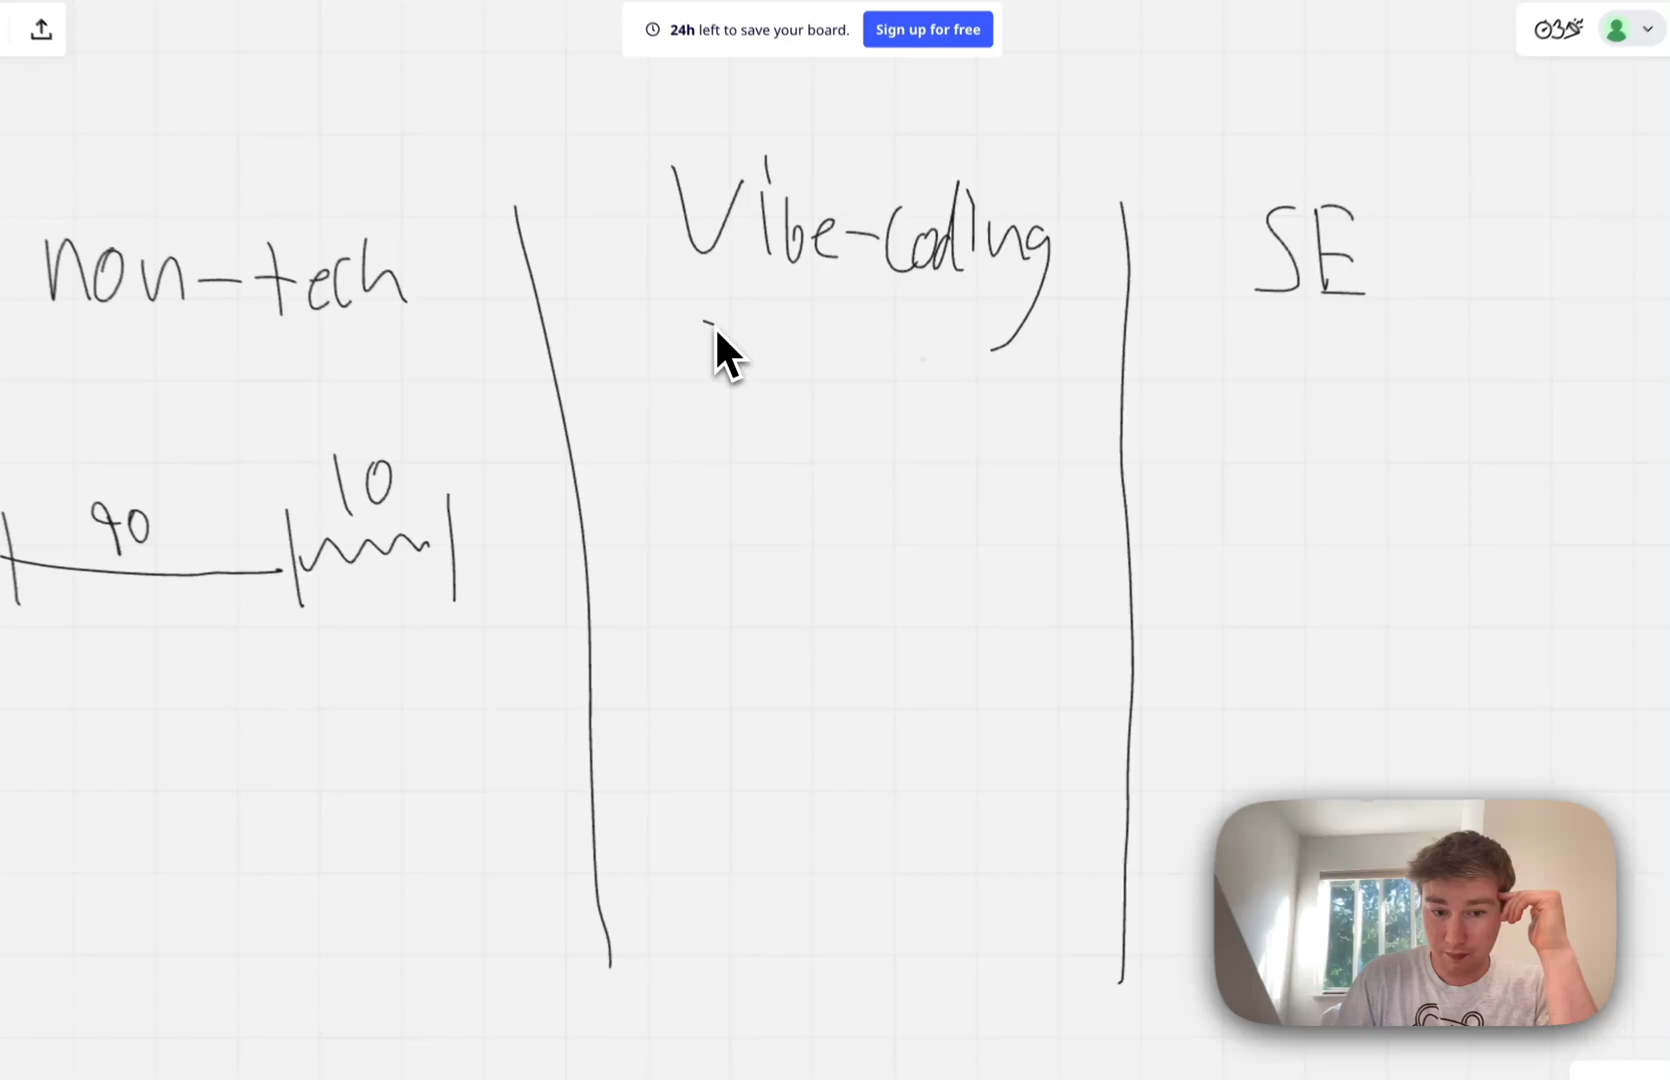 24h left to save your board.
Sign up for free
non-tech
Vibe-coding
SE
90
10